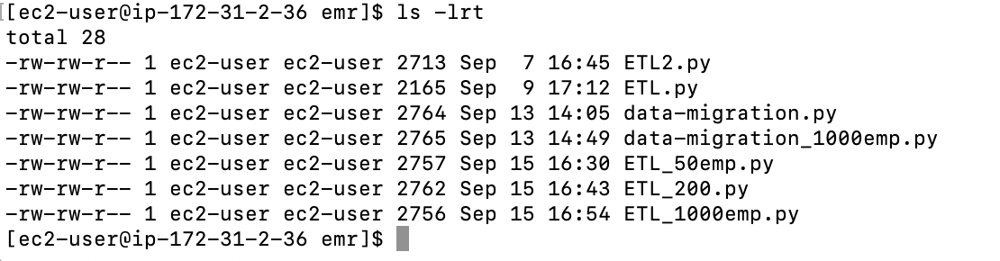 [[ec2-user@ip-172-31-2-36 emr]$ ls -lrt
total 28
-rw-rw-r-- 1 ec2-user ec2-user 2713 Sep  7 16:45 ETL2.py
-rw-rw-r-- 1 ec2-user ec2-user 2165 Sep  9 17:12 ETL.py
-rw-rw-r-- 1 ec2-user ec2-user 2764 Sep 13 14:05 data-migration.py
-rw-rw-r-- 1 ec2-user ec2-user 2765 Sep 13 14:49 data-migration_1000emp.py
-rw-rw-r-- 1 ec2-user ec2-user 2757 Sep 15 16:30 ETL_50emp.py
-rw-rw-r-- 1 ec2-user ec2-user 2762 Sep 15 16:43 ETL_200.py
-rw-rw-r-- 1 ec2-user ec2-user 2756 Sep 15 16:54 ETL_1000emp.py
[ec2-user@ip-172-31-2-36 emr]$